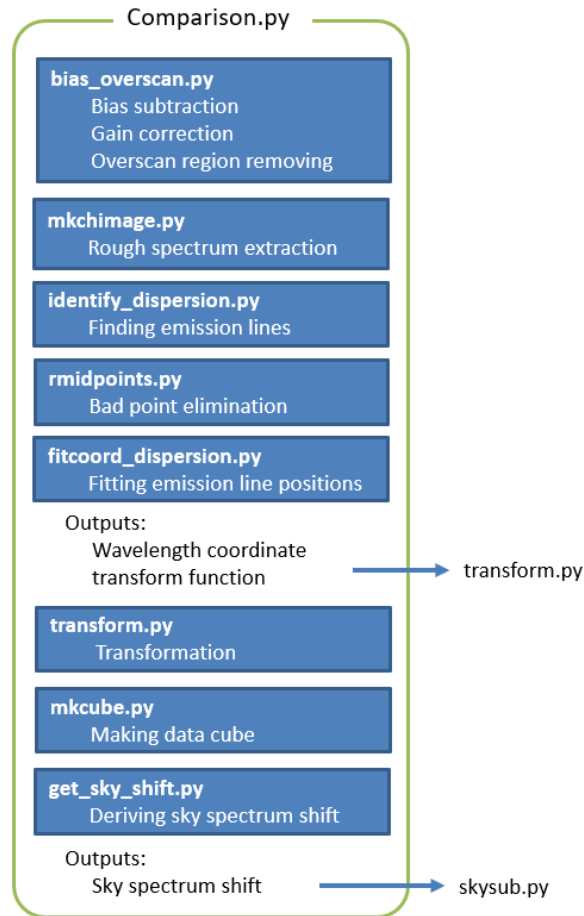 Comparison.py
bias_overscan.py
Bias subtraction
Gain correction
Overscan region removing
mkchimage.py
Rough spectrum extraction
identify_dispersion.py
Finding emission lines
rmidpoints.py
Bad point elimination
fitcoord_dispersion.py
Fitting emission line positions
Outputs:
Wavelength coordinate
transform function
transform.py
transform.py
Transformation
mkcube.py
Making data cube
get_sky_shift.py
Deriving sky spectrum shift
Outputs:
Sky spectrum shift
skysub.py